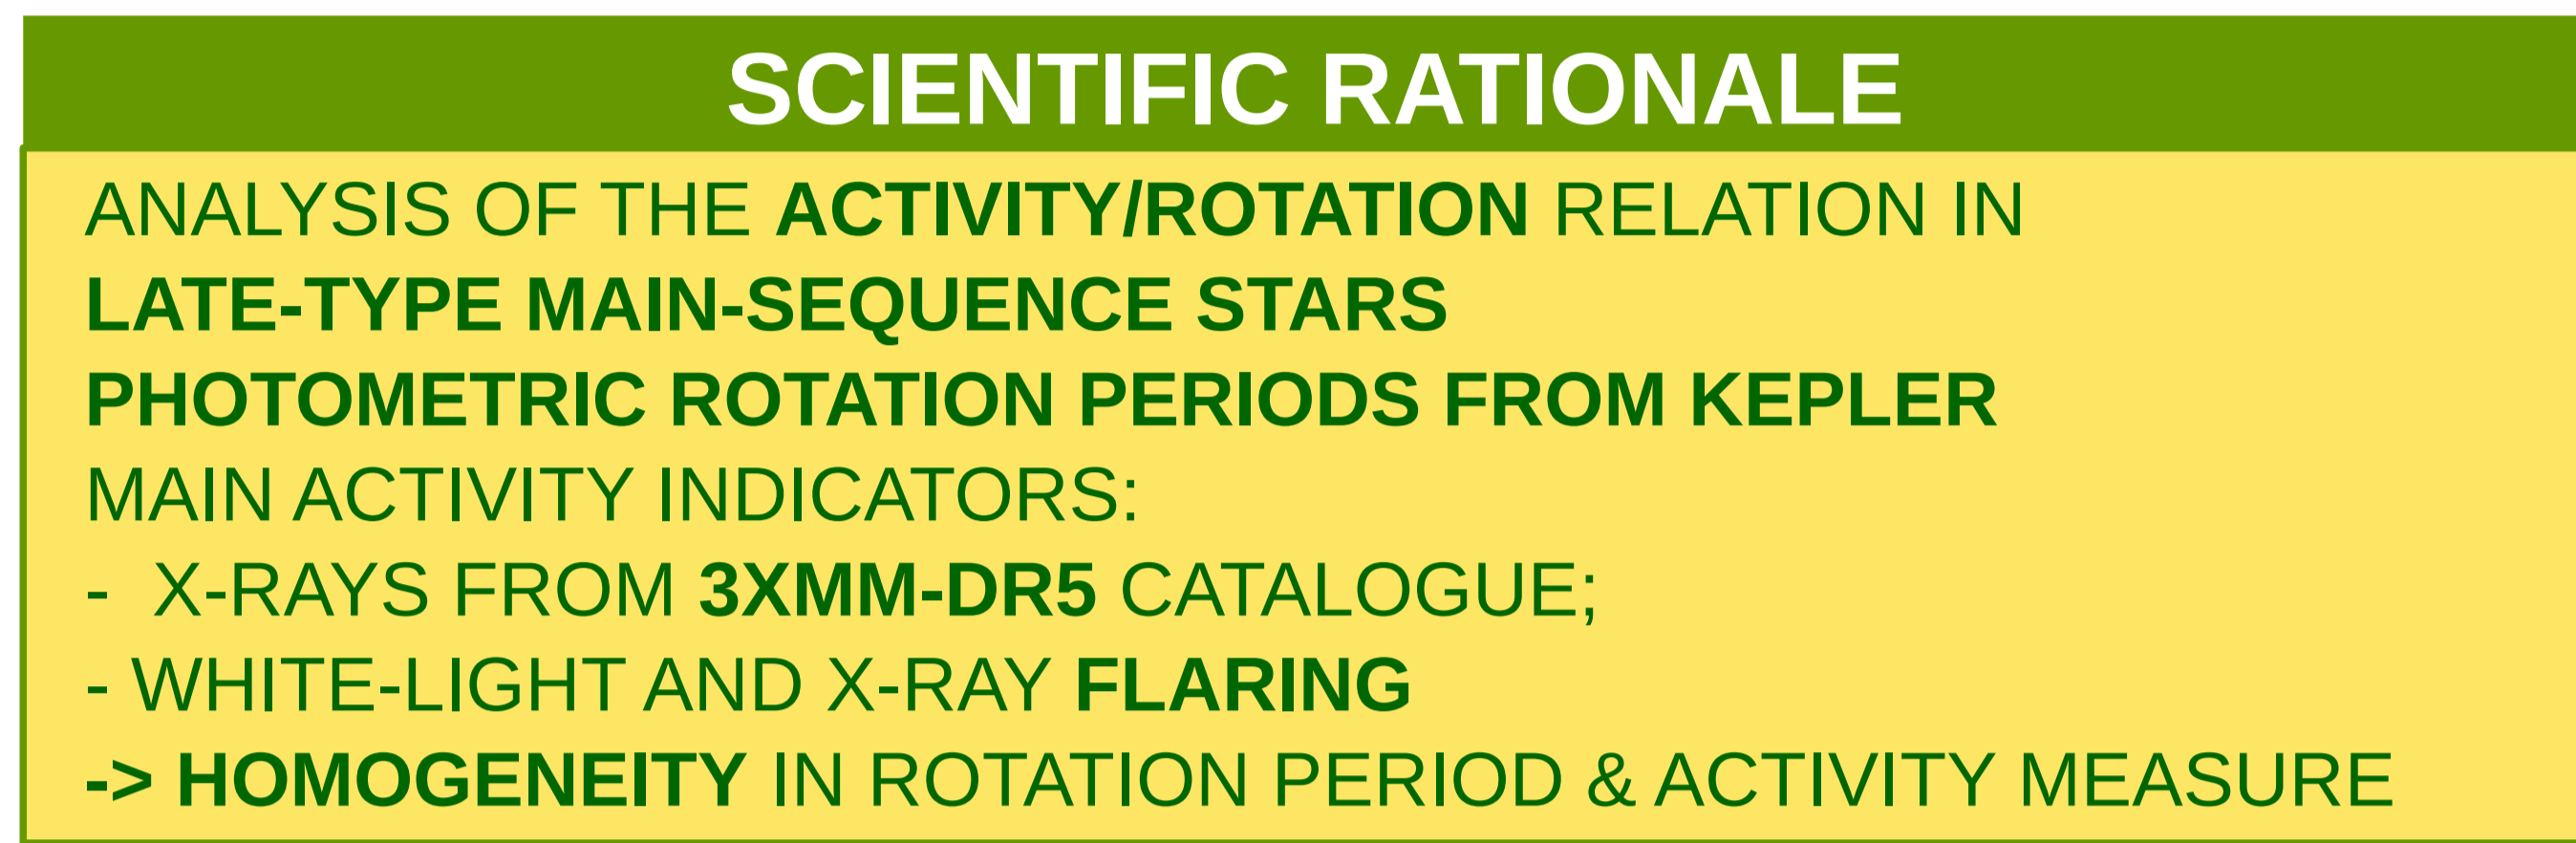 SCIENTIFIC RATIONALE
ANALYSIS OF THE ACTIVITY/ROTATION RELATION IN
LATE-TYPE MAIN-SEQUENCE STARS
PHOTOMETRIC ROTATION PERIODS FROM KEPLER
MAIN ACTIVITY INDICATORS:
- X-RAYS FROM 3XMM-DR5 CATALOGUE;
- WHITE-LIGHT AND X-RAY FLARING
-> HOMOGENEITY IN ROTATION PERIOD & ACTIVITY MEASURE